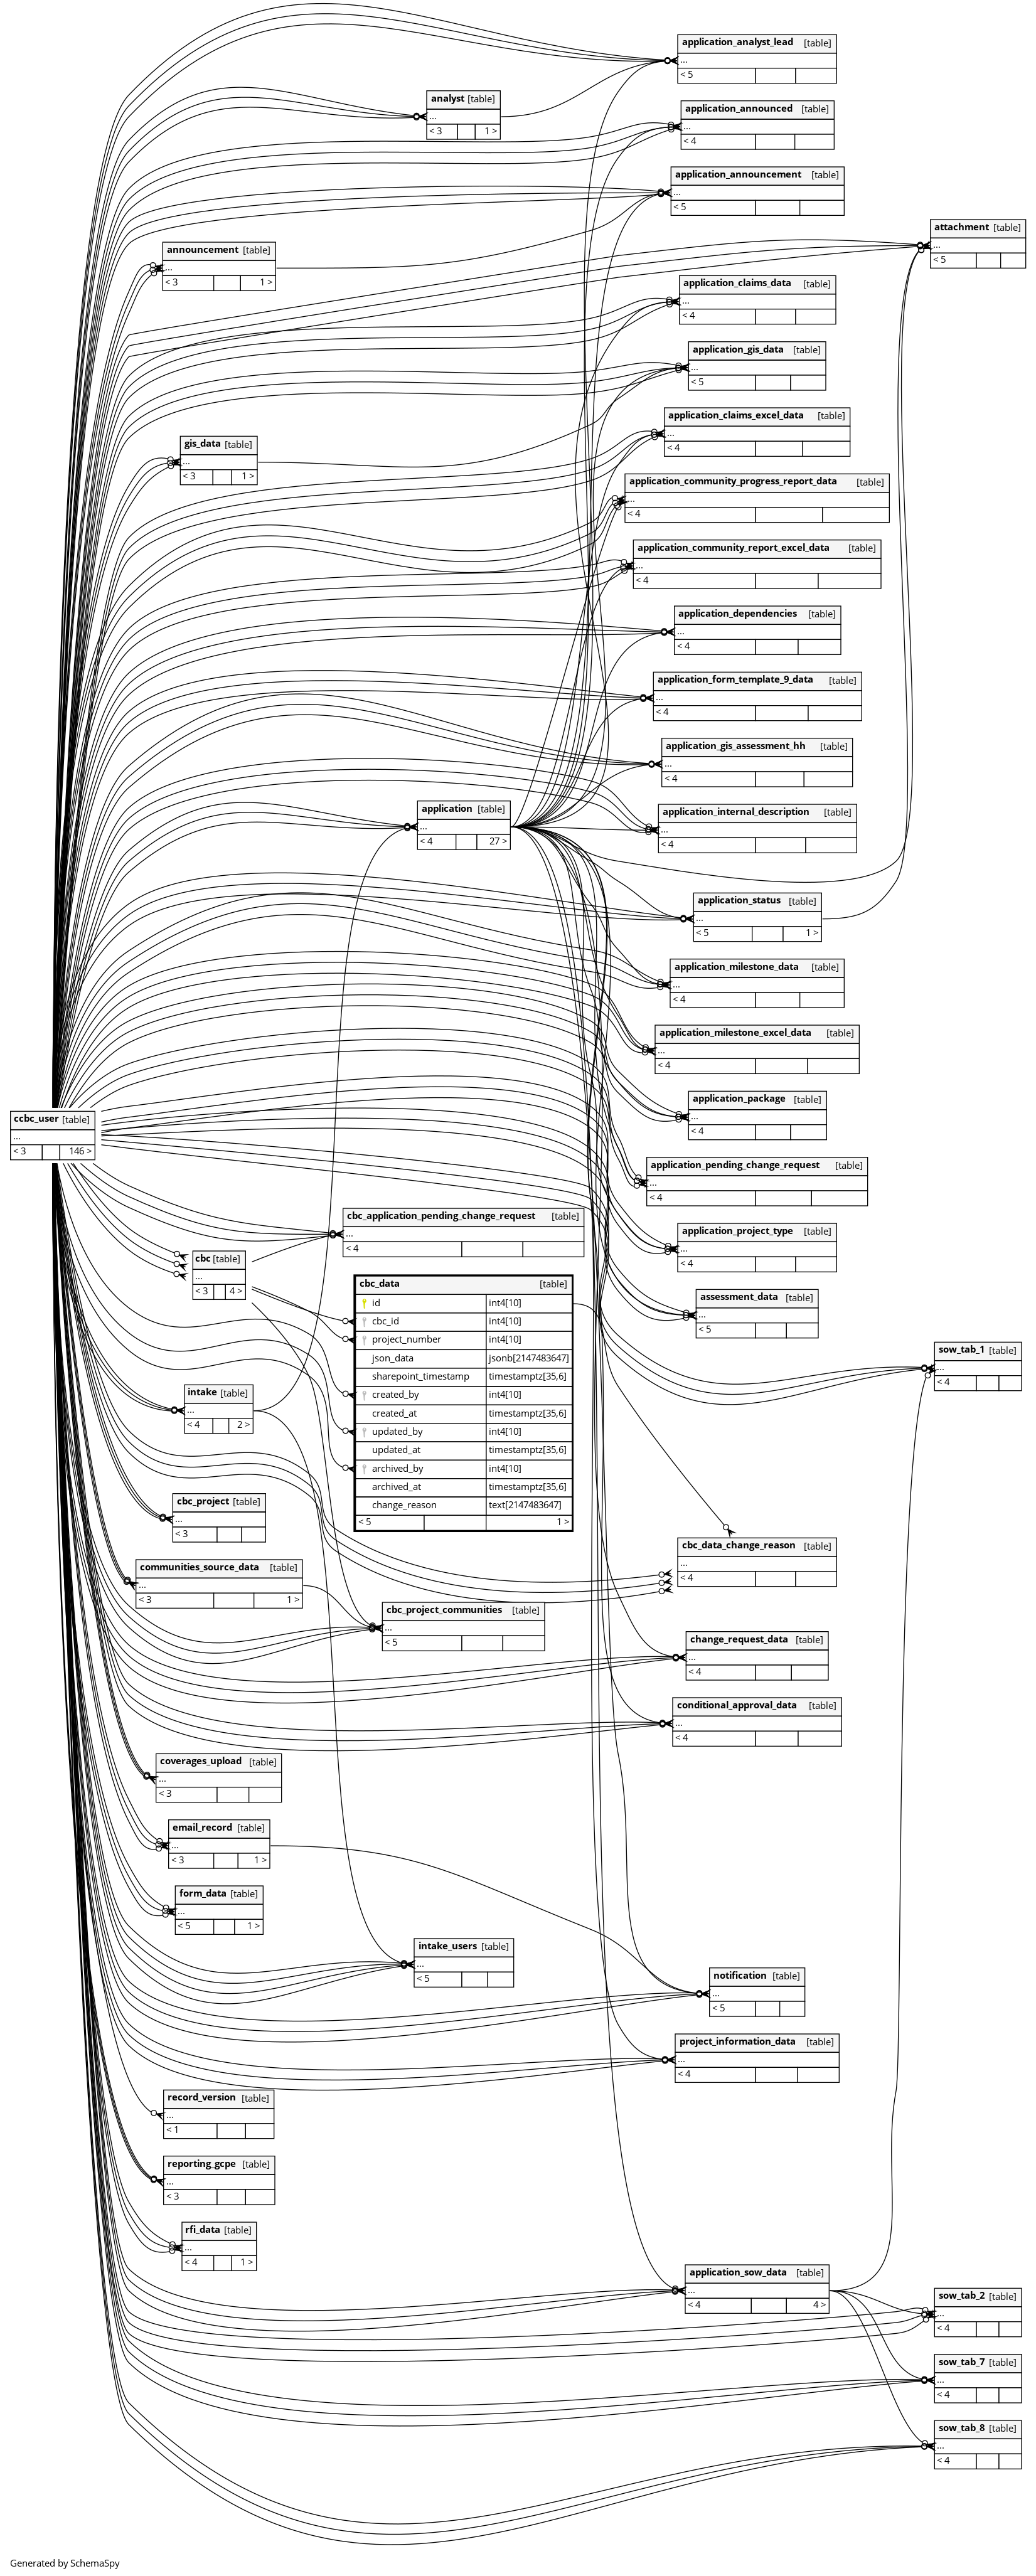 application_analyst_lead [table]
...
< 5
analyst [table]
...
< 3 1 >
application_announced [table]
...
< 4
application_announcement [table]
...
< 5
attachment [table]
...
< 5
announcement [table]
...
< 3 1 >
application_claims_data [table]
...
< 4
application_gis_data [table]
...
< 5
application_claims_excel_data [table]
...
< 4
gis_data [table]
...
< 3 1 >
application_community_progress_report_data [table]
...
< 4
application_community_report_excel_data [table]
...
< 4
application_dependencies [table]
...
< 4
application_form_template_9_data [table]
...
< 4
application_gis_assessment_hh [table]
...
< 4
application [table]
...
< 4 27 >
application_internal_description [table]
...
< 4
application_status [table]
...
< 5 1 >
application_milestone_data [table]
...
< 4
application_milestone_excel_data [table]
...
< 4
application_package [table]
...
< 4
ccbc_user [table]
...
< 3 146 >
application_pending_change_request [table]
...
< 4
cbc_application_pending_change_request [table]
...
< 4
application_project_type [table]
...
< 4
cbc [table]
...
< 3 4 >
cbc_data [table]
id int4[10]
cbc_id int4[10]
project_number int4[10]
json_data jsonb[2147483647]
sharepoint_timestamp timestamptz[35,6]
created_by int4[10]
created_at timestamptz[35,6]
updated_by int4[10]
updated_at timestamptz[35,6]
archived_by int4[10]
archived_at timestamptz[35,6]
change_reason text[2147483647]
< 5 1 >
assessment_data [table]
...
< 5
sow_tab_1 [table]
...
< 4
intake [table]
...
< 4 2 >
cbc_project [table]
...
< 3
cbc_data_change_reason [table]
...
< 4
communities_source_data [table]
...
< 3 1 >
cbc_project_communities [table]
...
< 5
change_request_data [table]
...
< 4
conditional_approval_data [table]
...
< 4
coverages_upload [table]
...
< 3
email_record [table]
...
< 3 1 >
form_data [table]
...
< 5 1 >
intake_users [table]
...
< 5
notification [table]
...
< 5
project_information_data [table]
...
< 4
record_version [table]
...
< 1
reporting_gcpe [table]
...
< 3
rfi_data [table]
...
< 4 1 >
application_sow_data [table]
...
< 4 4 >
sow_tab_2 [table]
...
< 4
sow_tab_7 [table]
...
< 4
sow_tab_8 [table]
...
< 4
Generated by SchemaSpy